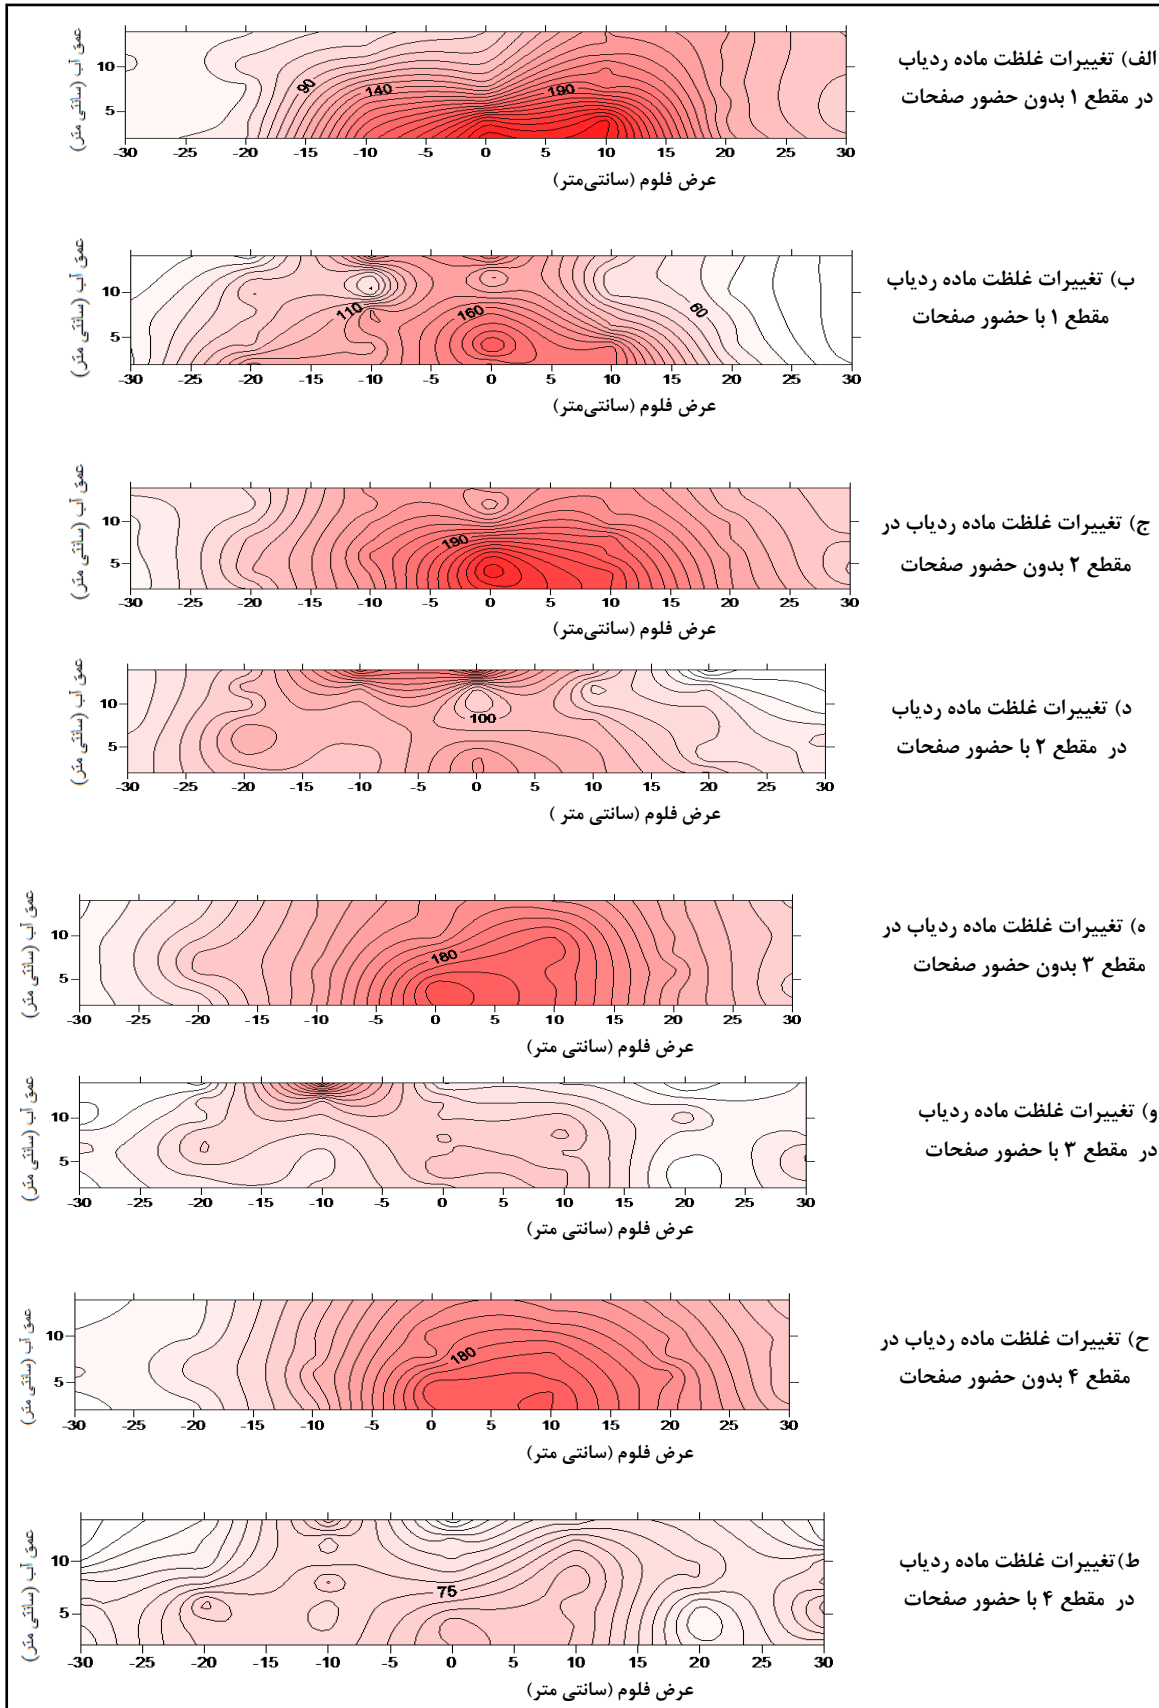 الف) تغییرات غلظت ماده ردیاب
در مقطع ۱ بدون حضور صفحات
عمق آب (سانتی متر)
10
5
90
140
190
-30 -25 -20 -15 -10 -5 0 5 10 15 20 25 30
عرض فلوم (سانتی‌متر)
ب) تغییرات غلظت ماده ردیاب
مقطع ۱ با حضور صفحات
عمق آب (سانتی متر)
10
5
110
160
60
-30 -25 -20 -15 -10 -5 0 5 10 15 20 25 30
عرض فلوم (سانتی‌متر)
ج) تغییرات غلظت ماده ردیاب در
مقطع ۲ بدون حضور صفحات
عمق آب (سانتی متر)
10
5
190
-30 -25 -20 -15 -10 -5 0 5 10 15 20 25 30
عرض فلوم (سانتی‌متر)
د) تغییرات غلظت ماده ردیاب
در مقطع ۲ با حضور صفحات
عمق آب (سانتی متر)
10
5
100
-30 -25 -20 -15 -10 -5 0 5 10 15 20 25 30
عرض فلوم (سانتی متر )
ه) تغییرات غلظت ماده ردیاب در
مقطع ۳ بدون حضور صفحات
عمق آب (سانتی متر)
10
5
180
-30 -25 -20 -15 -10 -5 0 5 10 15 20 25 30
عرض فلوم (سانتی متر)
و) تغییرات غلظت ماده ردیاب
در مقطع ۳ با حضور صفحات
عمق آب (سانتی متر)
10
5
-30 -25 -20 -15 -10 -5 0 5 10 15 20 25 30
عرض فلوم (سانتی متر)
ح) تغییرات غلظت ماده ردیاب در
مقطع ۴ بدون حضور صفحات
عمق آب (سانتی متر)
10
5
180
-30 -25 -20 -15 -10 -5 0 5 10 15 20 25 30
عرض فلوم (سانتی متر)
ط)تغییرات غلظت ماده ردیاب
در مقطع ۴ با حضور صفحات
عمق آب (سانتی متر)
10
5
75
-30 -25 -20 -15 -10 -5 0 5 10 15 20 25 30
عرض فلوم (سانتی متر)